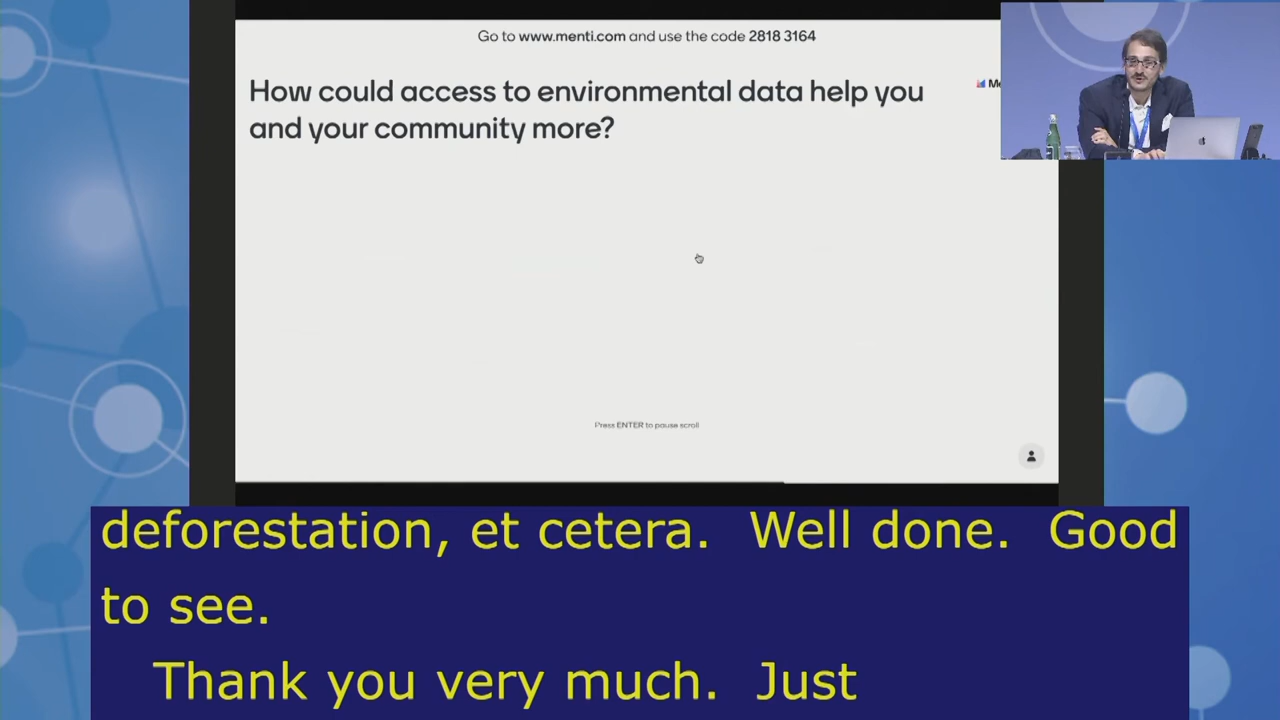 Go to www.menti.com and use the code 2818 3164
How could access to environmental data help you
and your community more?
Press ENTER to pause scroll
deforestation, et cetera. Well done. Good
to see.
Thank you very much. Just